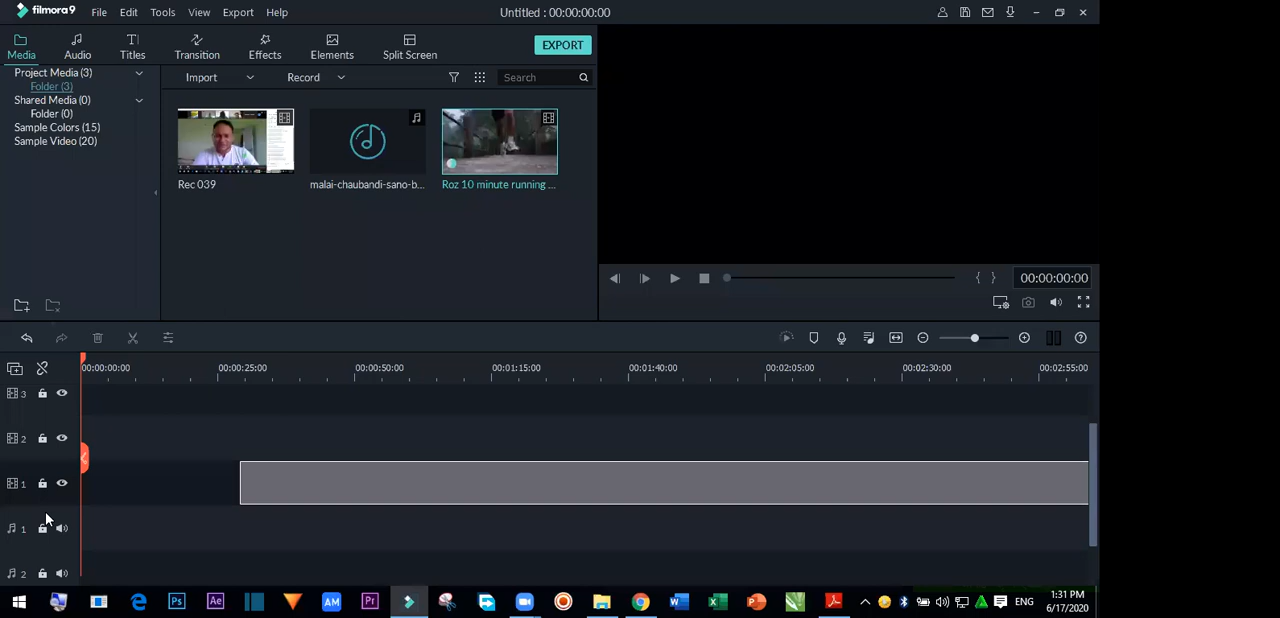 filmora9 File Edit Tools View Export Help Untitled : 00:00:00:00
Media Audio Titles Transition Effects Elements Split Screen EXPORT
Project Media (3)
Folder (3)
Shared Media (0)
Folder (0)
Sample Colors (15)
Sample Video (20)
Import Record Search
Rec 039 malai-chaubandi-sano-b... Roz 10 minute running ...
{ } 00:00:00:00
00:00:00:00 00:00:25:00 00:00:50:00 00:01:15:00 00:01:40:00 00:02:05:00 00:02:30:00 00:02:55:00
3
2
1
1
2
Ps Ae AM Pr ENG 1:31 PM
6/17/2020